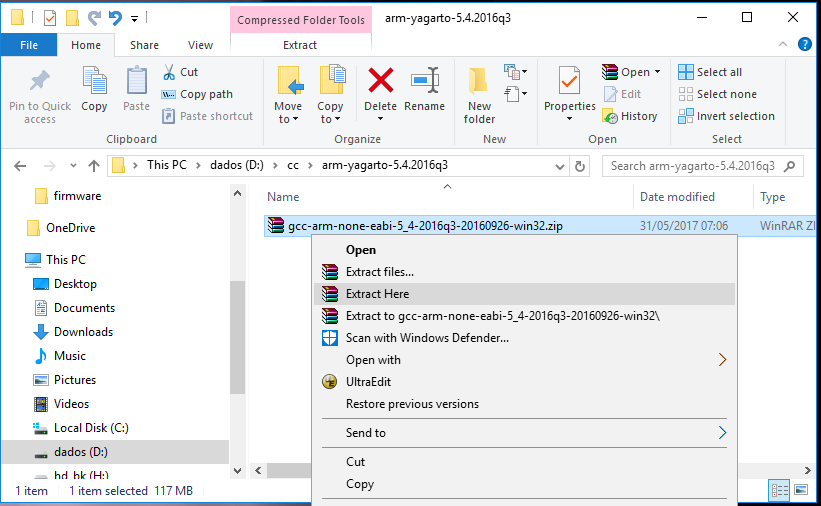 Compressed Folder Tools
arm-yagarto-5.4.2016q3
File
Home
Share
View
Extract
Pin to Quick
access
Copy
Paste
Cut
Copy path
Paste shortcut
Clipboard
Move
to
Copy
to
Delete
Rename
Organize
New
folder
New
Properties
Open
Edit
History
Open
Select all
Select none
Invert selection
Select
This PC
dados (D:)
cc
arm-yagarto-5.4.2016q3
Search arm-yagarto-5.4.2016q3
firmware
OneDrive
This PC
Desktop
Documents
Downloads
Music
Pictures
Videos
Local Disk (C:)
dados (D:)
hd_bk (H:)
Name
Date modified
Type
gcc-arm-none-eabi-5_4-2016q3-20160926-win32.zip
31/05/2017 07:06
WinRAR
Open
Extract files...
Extract Here
Extract to gcc-arm-none-eabi-5_4-2016q3-20160926-win32\
Scan with Windows Defender...
Open with
UltraEdit
Restore previous versions
Send to
Cut
Copy
1 item
1 item selected 117 MB